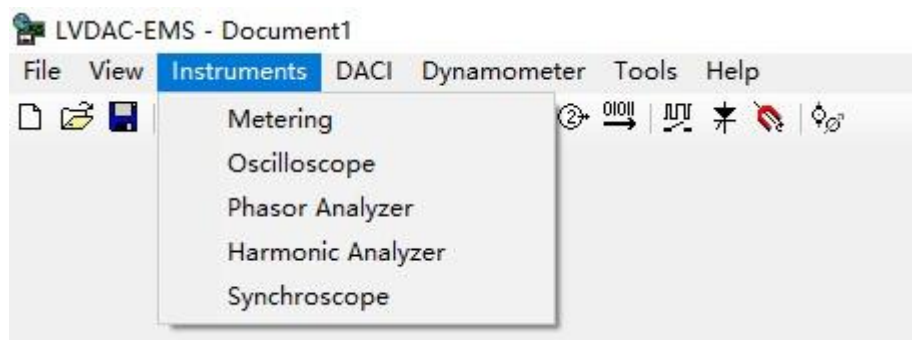 LVDAC-EMS - Document1
File View Instruments DACI Dynamometer Tools Help
Metering
Oscilloscope
Phasor Analyzer
Harmonic Analyzer
Synchroscope